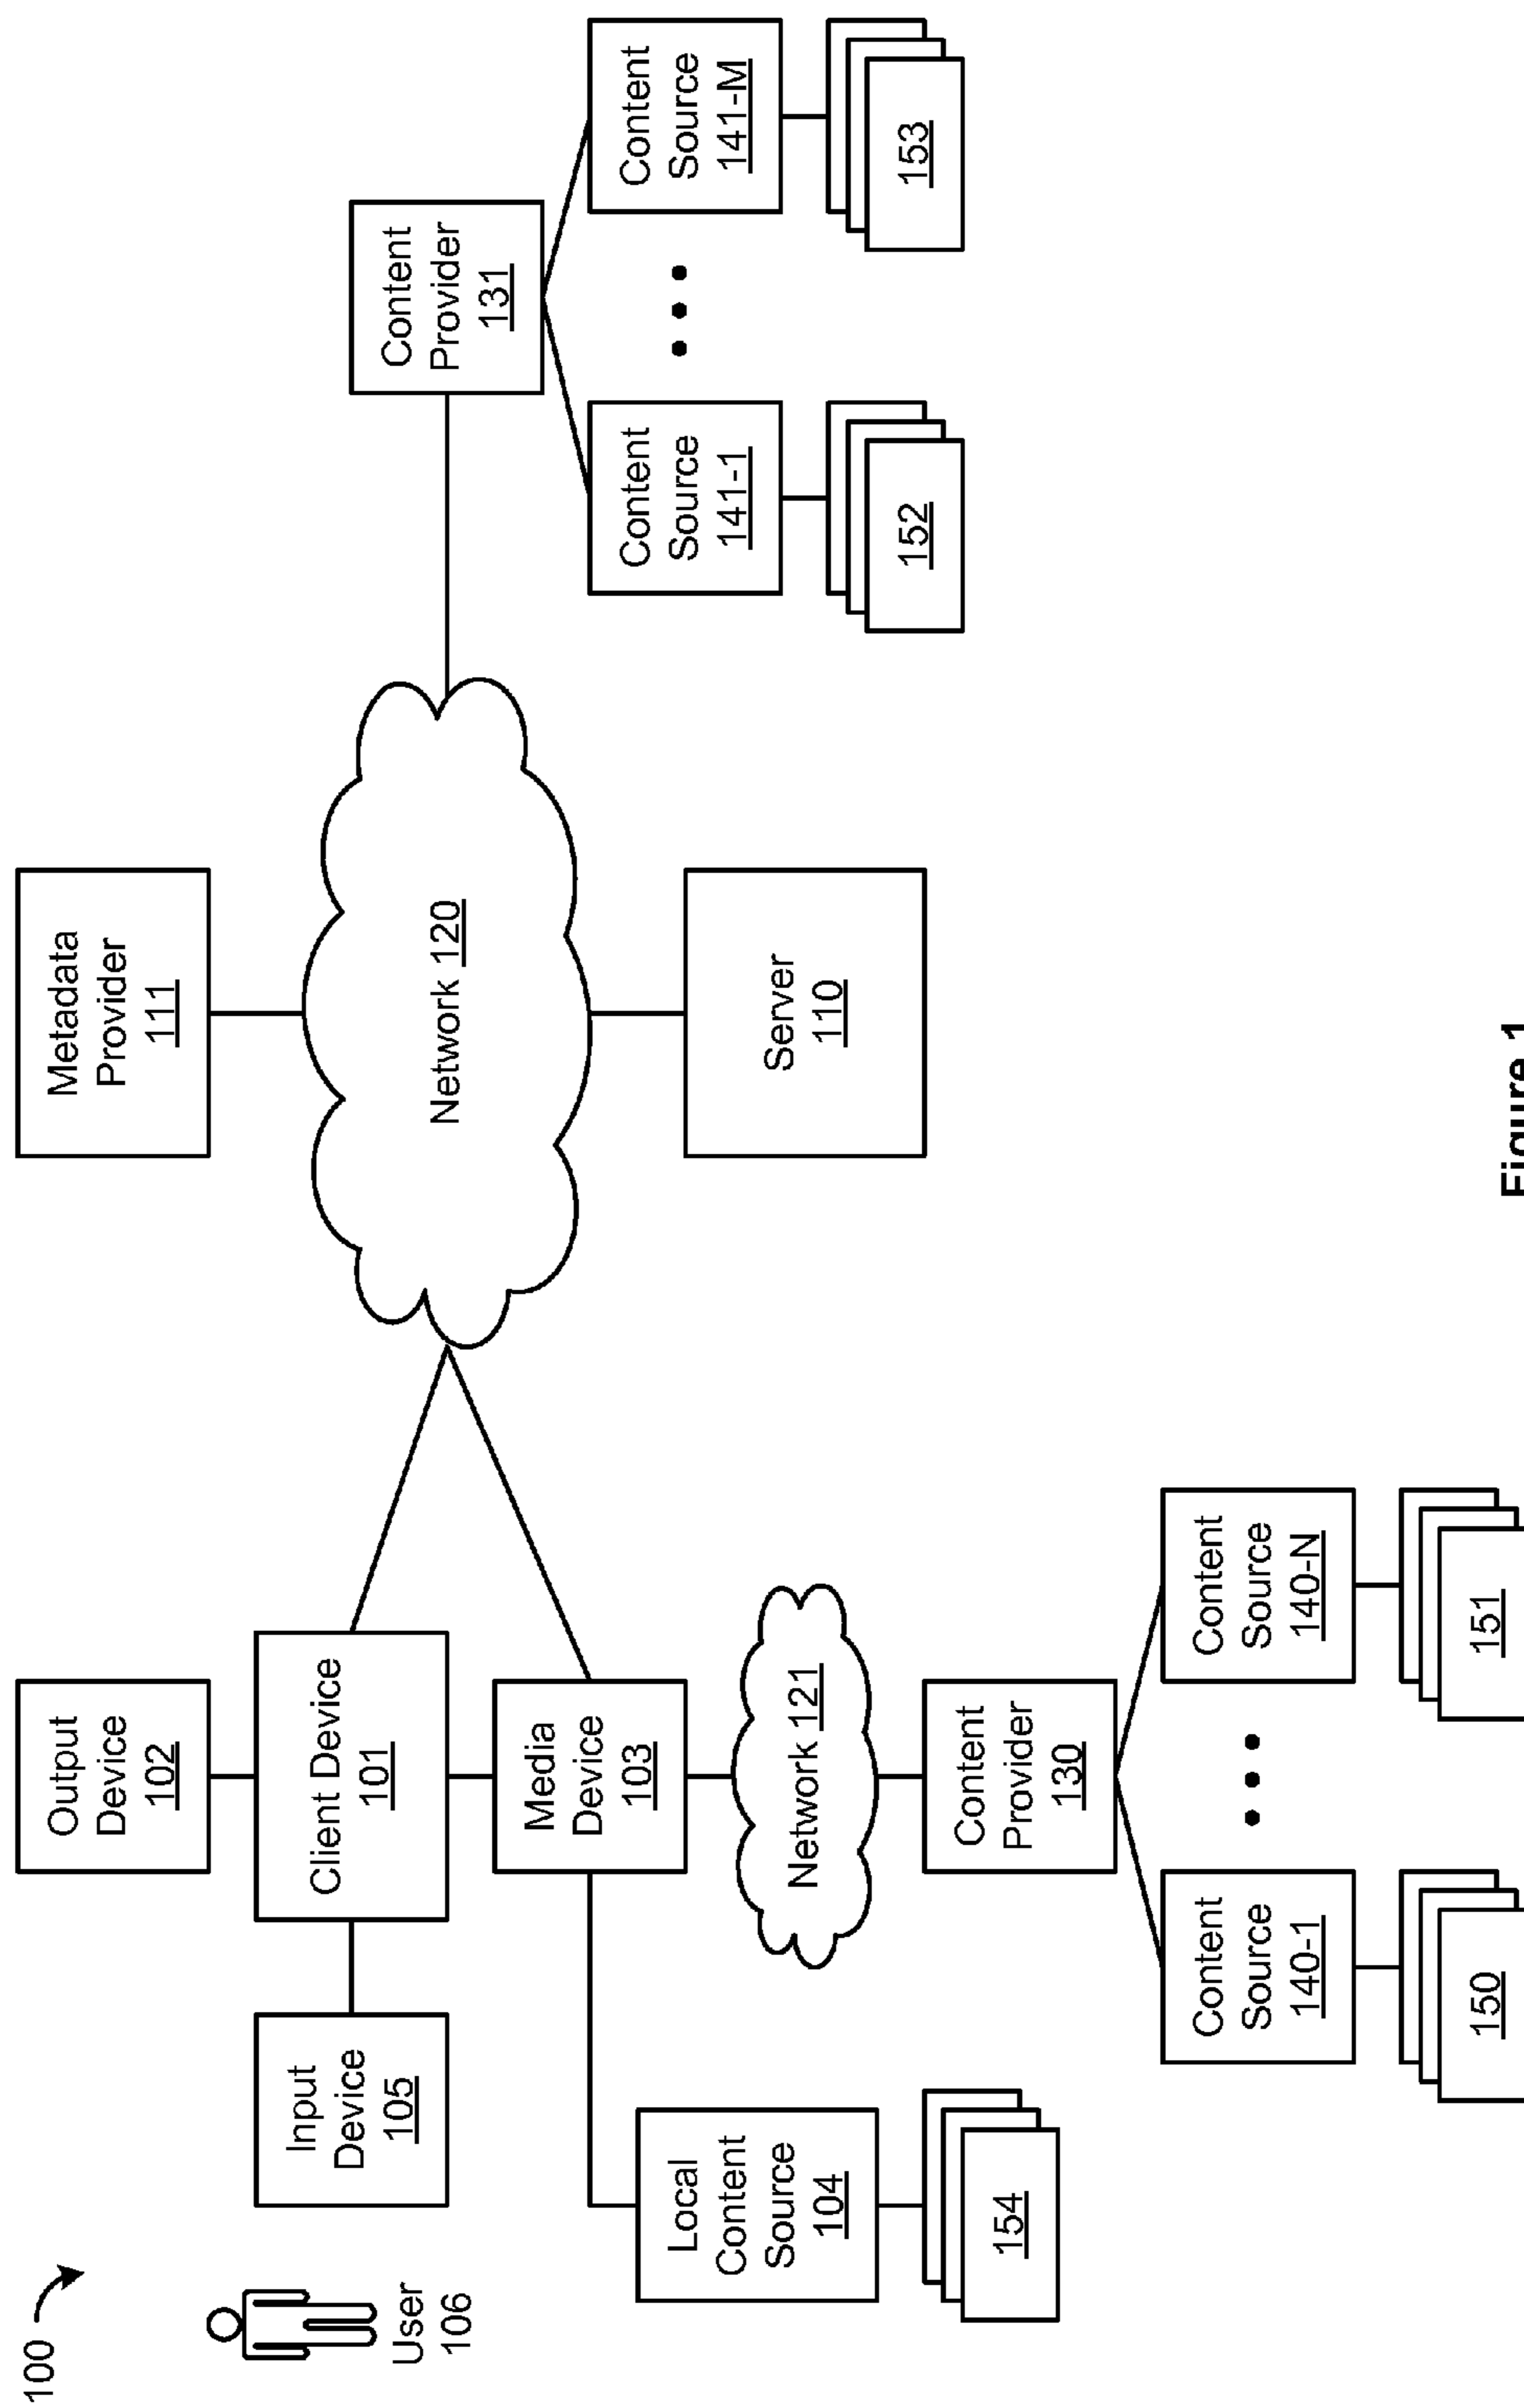 100
User
106
Input
Device
105
Output
Device
102
Client Device
101
Media
Device
103
Local
Content
Source
104
154
Network 121
Content
Provider
130
Content
Source
140-1
150
Content
Source
140-N
151
Metadata
Provider
111
Network 120
Server
110
Content
Provider
131
Content
Source
141-1
152
Content
Source
141-M
153
Figure 1